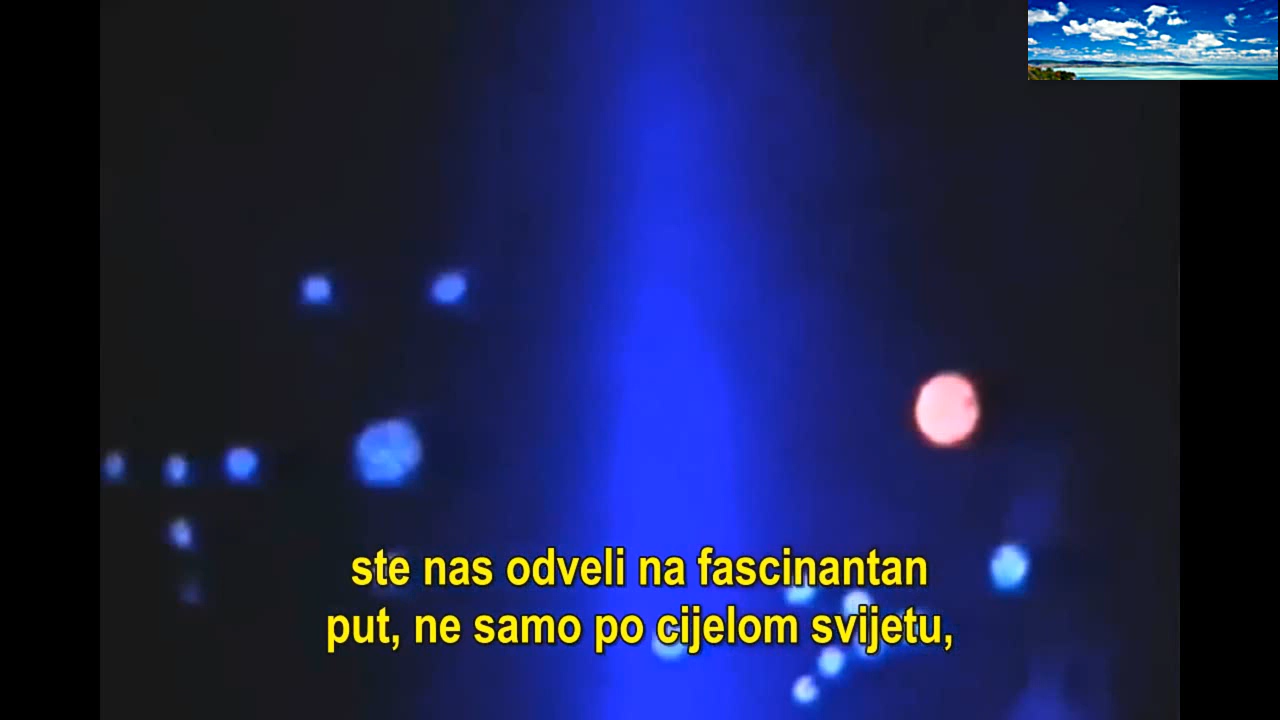 ste nas odveli na fascinantan
put, ne samo po cijelom svijetu,